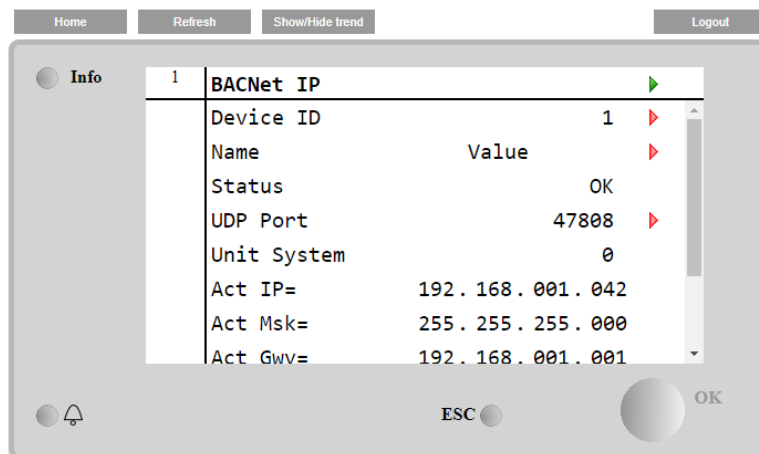 Home Refresh Show/Hide trend Logout
Info
1 BACNet IP
Device ID 1
Name Value
Status OK
UDP Port 47808
Unit System 0
Act IP= 192.168.001.042
Act Msk= 255.255.255.000
Act Gwy= 192.168.001.001
ESC OK